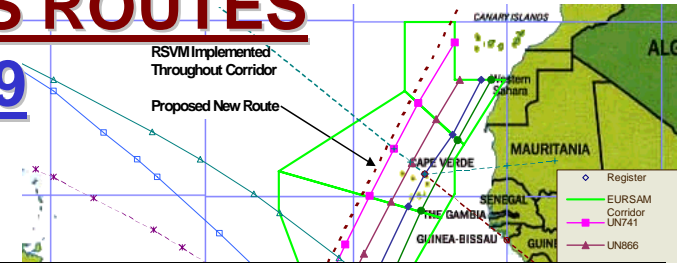 S ROUTES
9
CANARY ISLANDS
RSVM Implemented
Throughout Corridor
ALG
Western
Sahara
Proposed New Route
MAURITANIA
CAPE VERDE
Register
SENEGAL
EURSAM
Corridor
THE GAMBIA
UN741
GUINEA-BISSAU
GUINE
UN866